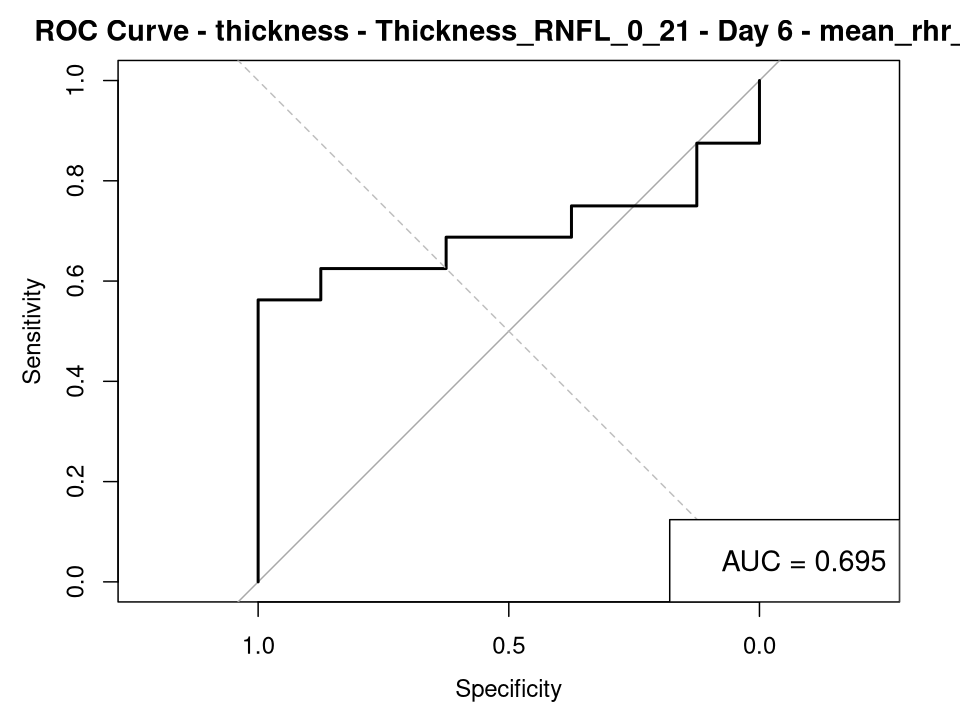 ROC Curve - thickness - Thickness_RNFL_0_21 - Day 6 - mean_rhr_
1.0
0.8
0.6
0.4
0.2
0.0
Sensitivity
AUC = 0.695
1.0 0.5 0.0
Specificity